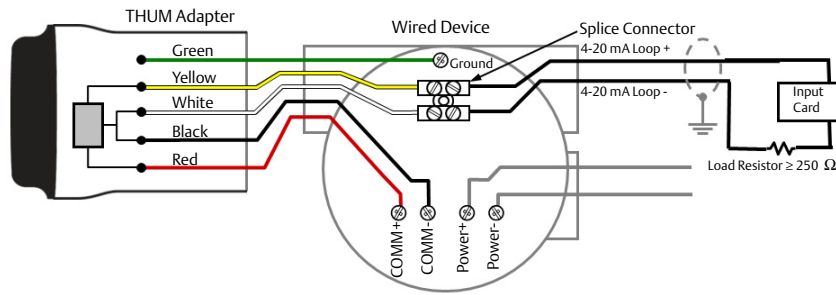 THUM Adapter
Wired Device
Splice Connector
Green
Ground
4-20 mA Loop +
Yellow
White
4-20 mA Loop -
Input
Card
Black
Red
Load Resistor ≥ 250 Ω
COMM+
COMM-
Power+
Power-